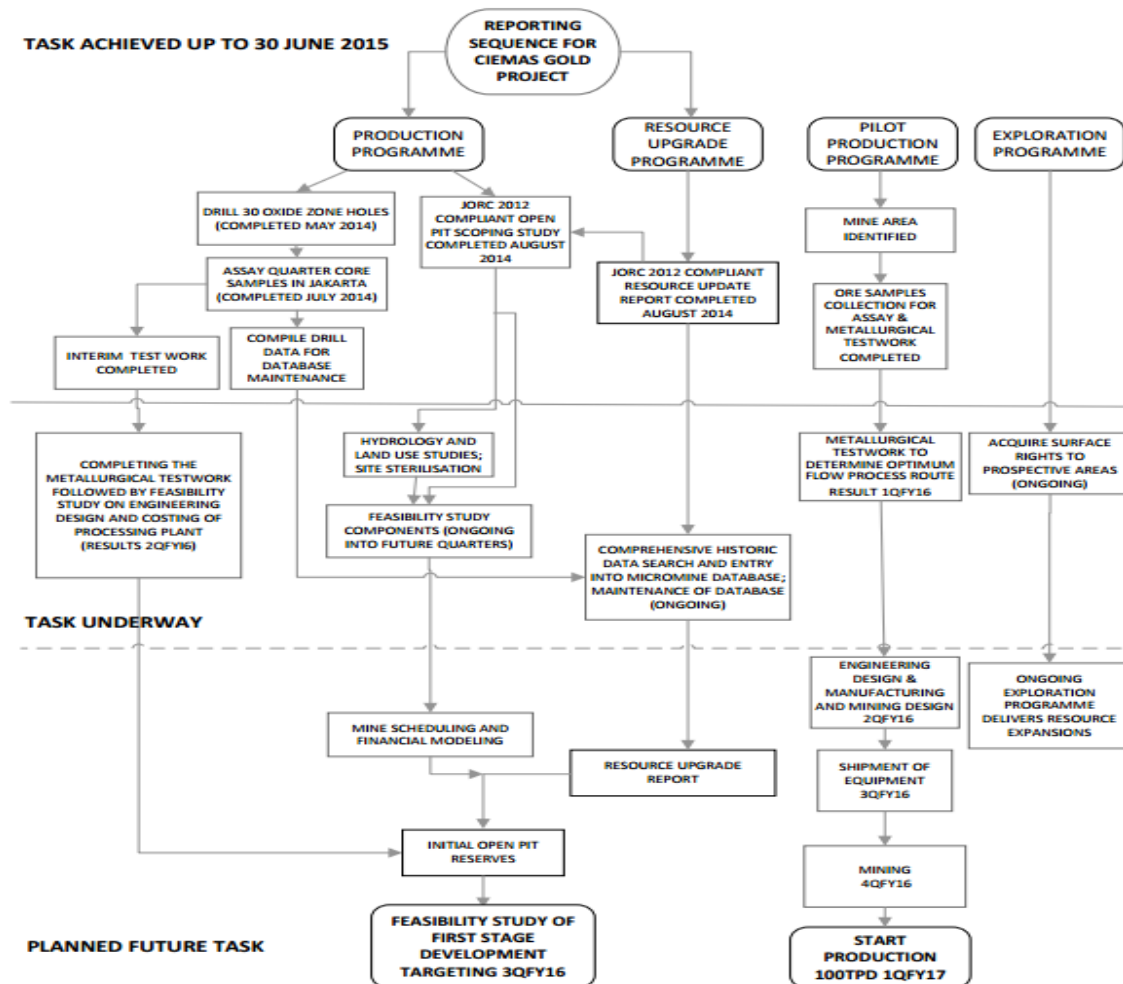 TASK ACHIEVED UP TO 30 JUNE 2015
REPORTING
SEQUENCE FOR
CIEMAS GOLD
PROJECT
PRODUCTION
PROGRAMME
RESOURCE
UPGRADE
PROGRAMME
PILOT
PRODUCTION
PROGRAMME
EXPLORATION
PROGRAMME
DRILL 30 OXIDE ZONE HOLES
(COMPLETED MAY 2014)
JORC 2012
COMPLIANT OPEN
PIT SCOPING STUDY
COMPLETED AUGUST
2014
MINE AREA
IDENTIFIED
ASSAY QUARTER CORE
SAMPLES IN JAKARTA
(COMPLETED JULY 2014)
JORC 2012 COMPLIANT
RESOURCE UPDATE
REPORT COMPLETED
AUGUST 2014
ORE SAMPLES
COLLECTION FOR
ASSAY &
METALLURGICAL
TESTWORK
COMPLETED
INTERIM TEST WORK
COMPLETED
COMPILE DRILL
DATA FOR
DATABASE
MAINTENANCE
COMPLETING THE
METALLURGICAL TESTWORK
FOLLOWED BY FEASIBILITY
STUDY ON ENGINEERING
DESIGN AND COSTING OF
PROCESSING PLANT
(RESULTS 2QFYI6)
HYDROLOGY AND
LAND USE STUDIES;
SITE STERILISATION
METALLURGICAL
TESTWORK TO
DETERMINE OPTIMUM
FLOW PROCESS ROUTE
RESULT 1QFY16
ACQUIRE SURFACE
RIGHTS TO
PROSPECTIVE AREAS
(ONGOING)
FEASIBILITY STUDY
COMPONENTS (ONGOING
INTO FUTURE QUARTERS)
COMPREHENSIVE HISTORIC
DATA SEARCH AND ENTRY
INTO MICROMINE DATABASE;
MAINTENANCE OF DATABASE
(ONGOING)
TASK UNDERWAY
ENGINEERING
DESIGN &
MANUFACTURING
AND MINING DESIGN
2QFY16
ONGOING
EXPLORATION
PROGRAMME
DELIVERS RESOURCE
EXPANSIONS
MINE SCHEDULING AND
FINANCIAL MODELING
RESOURCE UPGRADE
REPORT
SHIPMENT OF
EQUIPMENT
3QFY16
INITIAL OPEN PIT
RESERVES
MINING
4QFY16
FEASIBILITY STUDY OF
FIRST STAGE
DEVELOPMENT
TARGETING 3QFY16
START
PRODUCTION
100TPD 1QFY17
PLANNED FUTURE TASK